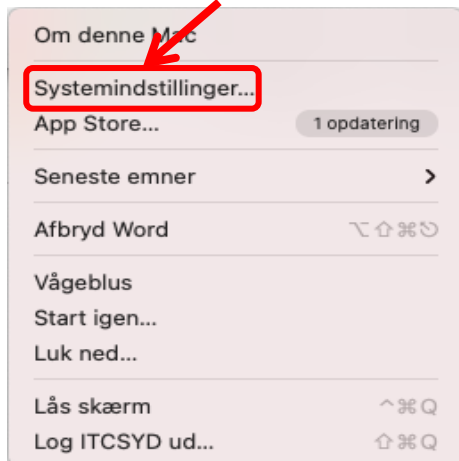 Om denne Mac
Systemindstillinger...
App Store... 1 opdatering
Seneste emner >
Afbryd Word ⌥⇧⌘⎋
Vågeblus
Start igen...
Luk ned...
Lås skærm ^⌘Q
Log ITCSYD ud... ⇧⌘Q